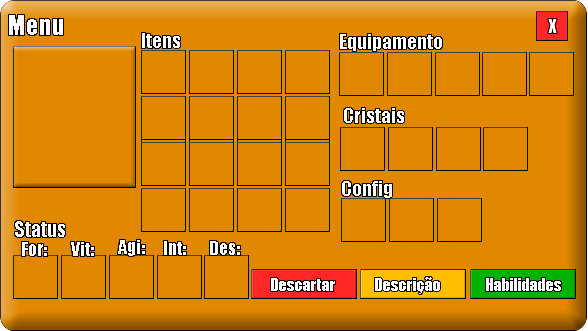 Menu
X
Itens
Equipamento
Cristais
Config
Status
For: Vit: Agi: Int: Des:
Descartar
Descrição
Habilidades